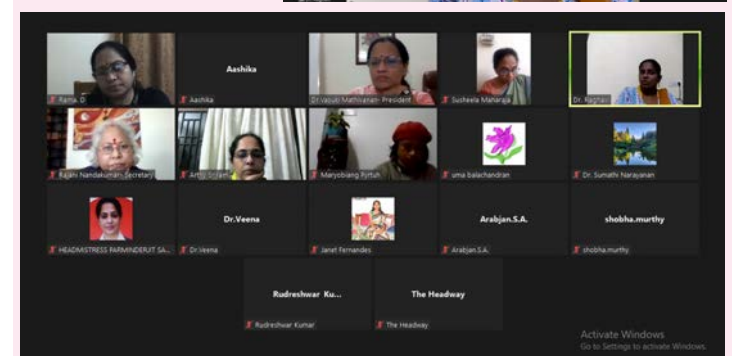 Aashika
Rama. D
Aashika
Dr.Vasuki Mathivanan- President
Susheela Maharaja
Dr. Raghavi
Rajani Nandakumar- Secretary
Maryobiang Pyrtuh
uma balachandran
Dr. Sumathi Narayanan
Dr.Veena
Arabjan.S.A.
shobha.murthy
HEADMISTRESS PARMINDERJIT SA...
Dr.Veena
Janet Fernandes
Arabjan.S.A.
shobha.murthy
Rudreshwar Ku...
The Headway
Rudreshwar Kumar
The Headway
Activate Windows
Go to Settings to activate Windows.